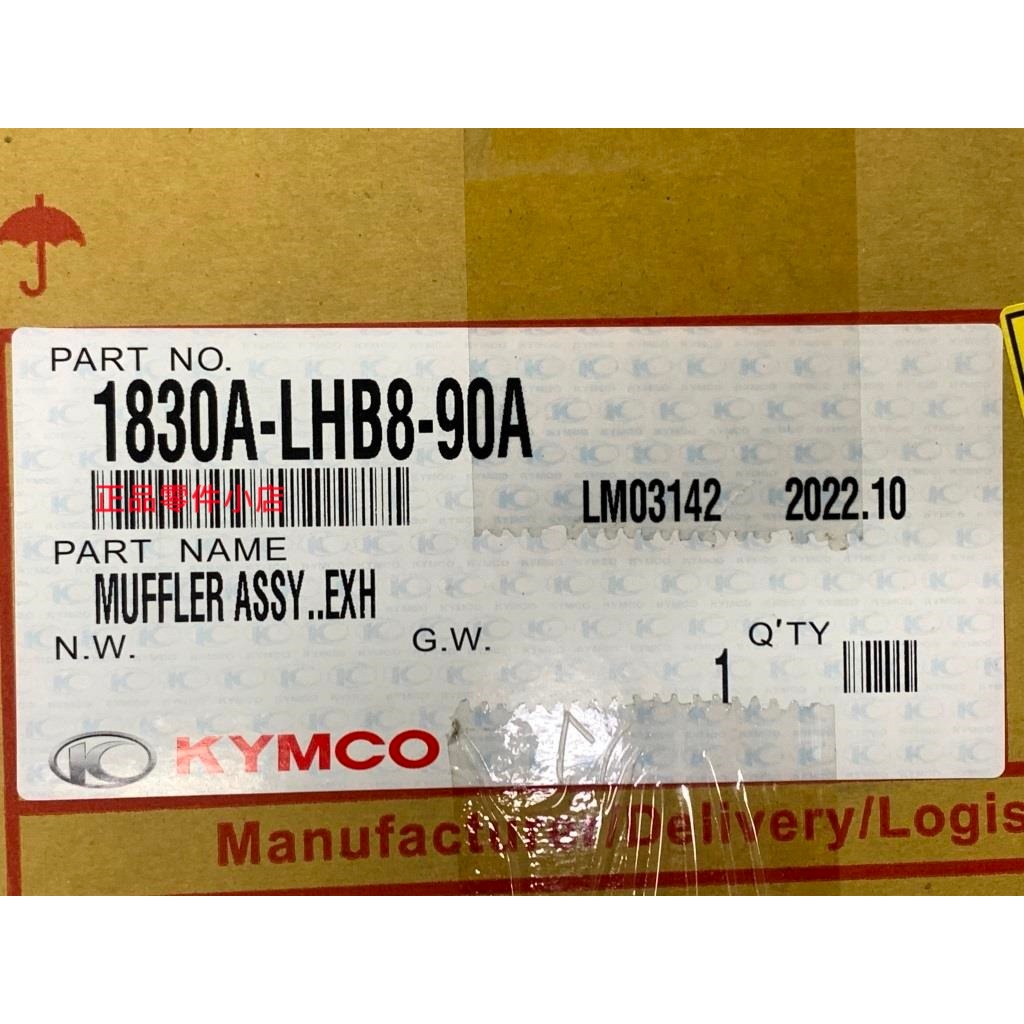 PART NO.
1830A-LHB8-90A
正品零件小店
LM03142 2022.10
PART NAME
MUFFLER ASSY..EXH
N.W. G.W. Q'TY
1
KYMCO
Manufacturer/Delivery/Logis